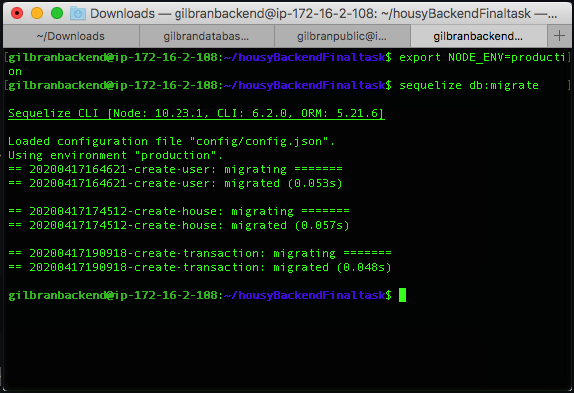 Downloads — gilbranbackend@ip-172-16-2-108: ~/housyBackendFinaltask —...
~/Downloads
gilbrandatabas...
gilbranpublic@i...
gilbranbackend...
+
[gilbranbackend@ip-172-16-2-108:~/housyBackendFinaltask$ export NODE_ENV=producti]
on
[gilbranbackend@ip-172-16-2-108:~/housyBackendFinaltask$ sequelize db:migrate ]
Sequelize CLI [Node: 10.23.1, CLI: 6.2.0, ORM: 5.21.6]
Loaded configuration file "config/config.json".
Using environment "production".
== 20200417164621-create-user: migrating =======
== 20200417164621-create-user: migrated (0.053s)
== 20200417174512-create-house: migrating =======
== 20200417174512-create-house: migrated (0.057s)
== 20200417190918-create-transaction: migrating =======
== 20200417190918-create-transaction: migrated (0.048s)
gilbranbackend@ip-172-16-2-108:~/housyBackendFinaltask$